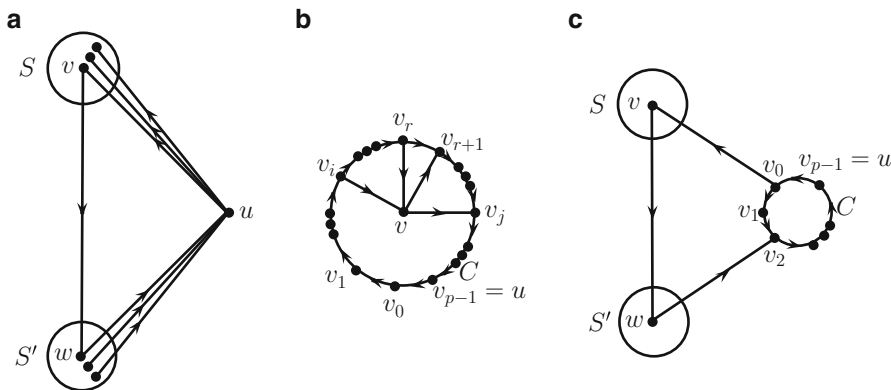 a
S
v
u
S'
w
b
v_r
v_{r+1}
v_i
v
v_j
v_1
C
v_0
v_{p-1} = u
c
S
v
v_0
v_{p-1} = u
v_1
C
v_2
S'
w